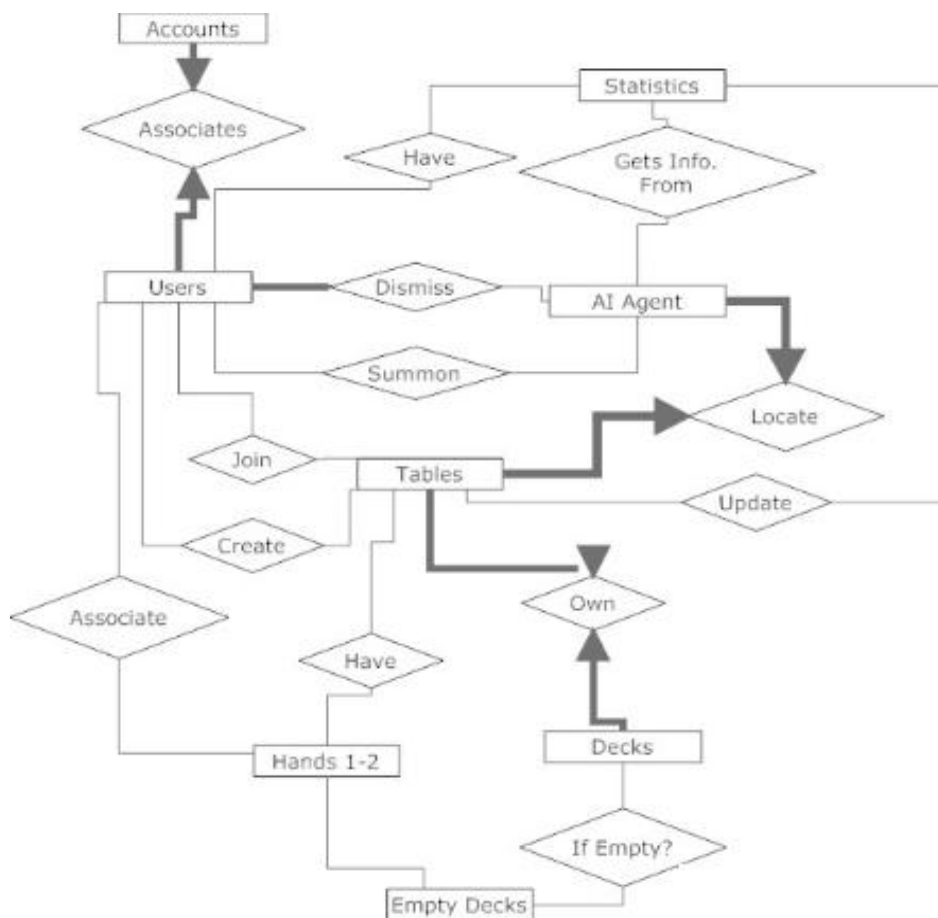 Accounts
Associates
Statistics
Have
Gets Info.
From
Users
Dismiss
AI Agent
Summon
Locate
Join
Tables
Update
Create
Own
Associate
Have
Decks
Hands 1-2
If Empty?
Empty Decks